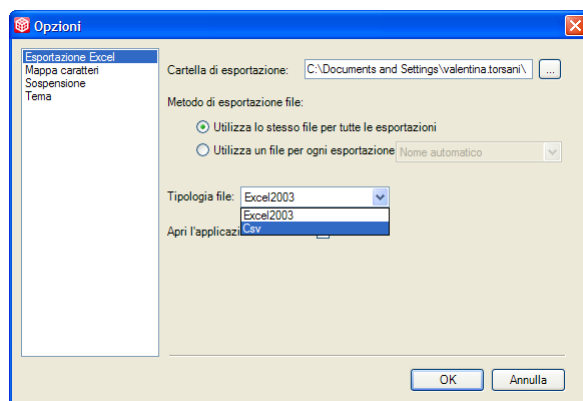 Opzioni
Esportazione Excel
Mappa caratteri
Sospensione
Tema
Cartella di esportazione: C:\Documents and Settings\valentina.torsani\ ...
Metodo di esportazione file:
Utilizza lo stesso file per tutte le esportazioni
Utilizza un file per ogni esportazione Nome automatico
Tipologia file: Excel2003
Excel2003
Apri l'applicazi Csv
OK Annulla